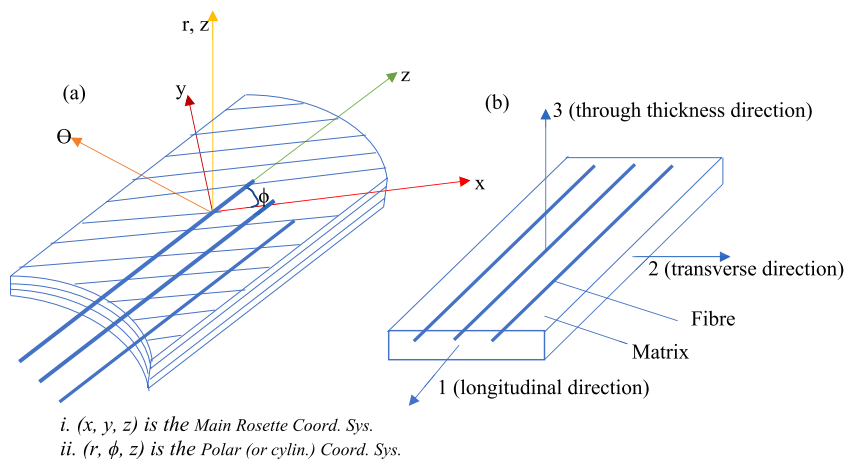 r, z
(a)
y
z
(b)
3 (through thickness direction)
Ɵ
x
ϕ
2 (transverse direction)
Fibre
Matrix
1 (longitudinal direction)
i. (x, y, z) is the Main Rosette Coord. Sys.
ii. (r, ϕ, z) is the Polar (or cylin.) Coord. Sys.